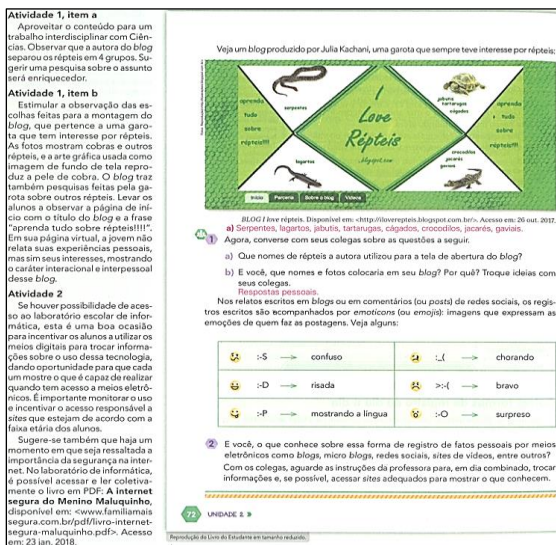 Atividade 1, item a
Aproveitar o conteúdo para um
trabalho interdisciplinar com Ciên-
cias. Observar que a autora do blog
separou os répteis em 4 grupos. Su-
gerir uma pesquisa sobre o assunto
será enriquecedor.
Atividade 1, item b
Estimular a observação das es-
colhas feitas para a montagem do
blog, que pertence a uma garo-
ta que tem interesse por répteis.
As fotos mostram cobras e outros
répteis, e a arte gráfica usada como
imagem de fundo de tela repro-
duz a pele de cobra. O blog traz
também pesquisas feitas pela ga-
rota sobre outros répteis. Levar os
alunos a observar a página de iní-
cio com o título do blog e a frase
"aprenda tudo sobre répteis!!!!".
Em sua página virtual, a jovem não
relata suas experiências pessoais,
mas sim seus interesses, mostrando
o caráter interacional e interpessoal
desse blog.
Atividade 2
Se houver possibilidade de aces-
so ao laboratório escolar de infor-
mática, esta é uma boa ocasião
para incentivar os alunos a utilizar os
meios digitais para trocar informa-
ções sobre o uso dessa tecnologia,
dando oportunidade para que cada
um mostre o que é capaz de realizar
quando tem acesso a meios eletrô-
nicos. É importante monitorar o uso
e incentivar o acesso responsável a
sites que estejam de acordo com a
faixa etária dos alunos.
Sugere-se também que haja um
momento em que seja ressaltada a
importância da segurança na inter-
net. No laboratório de informática,
é possível acessar e ler coletiva-
mente o livro em PDF: A internet
segura do Menino Maluquinho,
disponível em: <www.familiamais
segura.com.br/pdf/livro-internet-
segura-maluquinho.pdf>. Acesso
em: 23 jan. 2018.
Veja um blog produzido por Julia Kachani, uma garota que sempre teve interesse por répteis:
aprenda
tudo
sobre
répteis!!!!
serpentes
lagartos
I
Love
Répteis
.blogspot.com
jabutis
tartarugas
cágados
crocodilos
jacarés
gaviais
aprenda
tudo
sobre
répteis!!!!
Início Parceria Sobre o blog Vídeos
BLOG I love répteis. Disponível em: <http://iloverepteis.blogspot.com.br/>. Acesso em: 26 out. 2017.
a) Serpentes, lagartos, jabutis, tartarugas, cágados, crocodilos, jacarés, gaviais.
1 Agora, converse com seus colegas sobre as questões a seguir.
a) Que nomes de répteis a autora utilizou para a tela de abertura do blog?
b) E você, que nomes e fotos colocaria em seu blog? Por quê? Troque ideias com
seus colegas.
Respostas pessoais.
Nos relatos escritos em blogs ou em comentários (ou posts) de redes sociais, os regis-
tros escritos são acompanhados por emoticons (ou emojis): imagens que expressam as
emoções de quem faz as postagens. Veja alguns:
:-S confuso :_( chorando
:-D risada >:-( bravo
:-P mostrando a língua :-O surpreso
2 E você, o que conhece sobre essa forma de registro de fatos pessoais por meios
eletrônicos como blogs, micro blogs, redes sociais, sites de vídeos, entre outros?
Com os colegas, aguarde as instruções da professora para, em dia combinado, trocar
informações e, se possível, acessar sites adequados para mostrar o que conhecem.
72 UNIDADE 2
Reprodução do Livro do Estudante em tamanho reduzido.